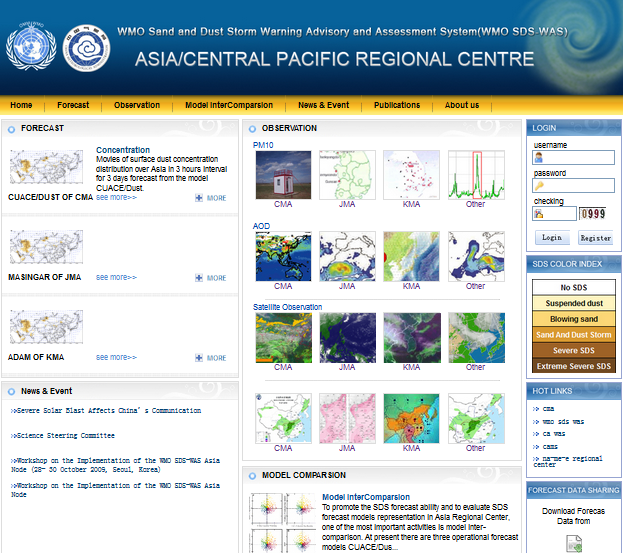 WMO Sand and Dust Storm Warning Advisory and Assessment System(WMO SDS-WAS)
ASIA/CENTRAL PACIFIC REGIONAL CENTRE
Home Forecast Observation Model InterComparsion News & Event Publications About us
FORECAST
Concentration
Movies of surface dust concentration
distribution over Asia in 3 hours interval
for 3 days forecast from the model
CUACE/Dust.
CUACE/DUST OF CMA see more>> MORE
MASINGAR OF JMA see more>> MORE
ADAM OF KMA see more>> MORE
News & Event
>>Severe Solar Blast Affects China's Communication
>>Science Steering Committee
>>Workshop on the Implementation of the WMO SDS-WAS Asia
Node (28- 30 October 2009, Seoul, Korea)
>>Workshop on the Implementation of the WMO SDS-WAS Asia
Node
OBSERVATION
PM10
CMA JMA KMA Other
AOD
CMA JMA KMA Other
Satellite Observation
CMA JMA KMA Other
MODEL COMPARSION
Model InterComparsion
To promote the SDS forecast ability and to evaluate SDS
forecast models representation in Asia Regional Center,
one of the most important activities is model inter-
comparison. At present there are three operational forecast
models CUACE/Dus...
LOGIN
username
password
checking
0999
Login Register
SDS COLOR INDEX
No SDS
Suspended dust
Blowing sand
Sand And Dust Storm
Severe SDS
Extreme Severe SDS
HOT LINKS
>> cma
>> wmo sds was
>> ca was
>> cams
>> na-me-e regional
center
FORECAST DATA SHARING
Download Forecas
Data from